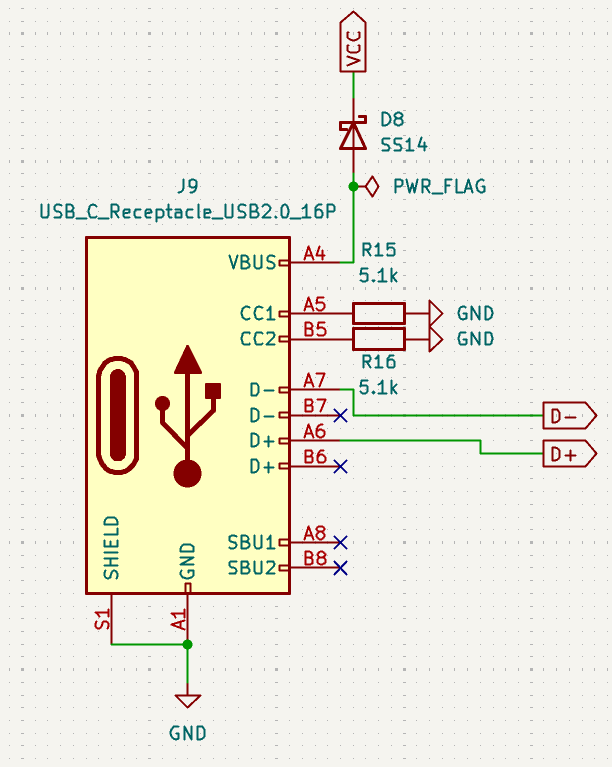 VCC
D8
SS14
PWR_FLAG
J9
USB_C_Receptacle_USB2.0_16P
VBUS
A4
R15
5.1k
CC1
A5
GND
CC2
B5
GND
R16
5.1k
D-
A7
D-
B7
D-
D+
A6
D+
D+
B6
SBU1
A8
SBU2
B8
SHIELD
GND
S1
A1
GND